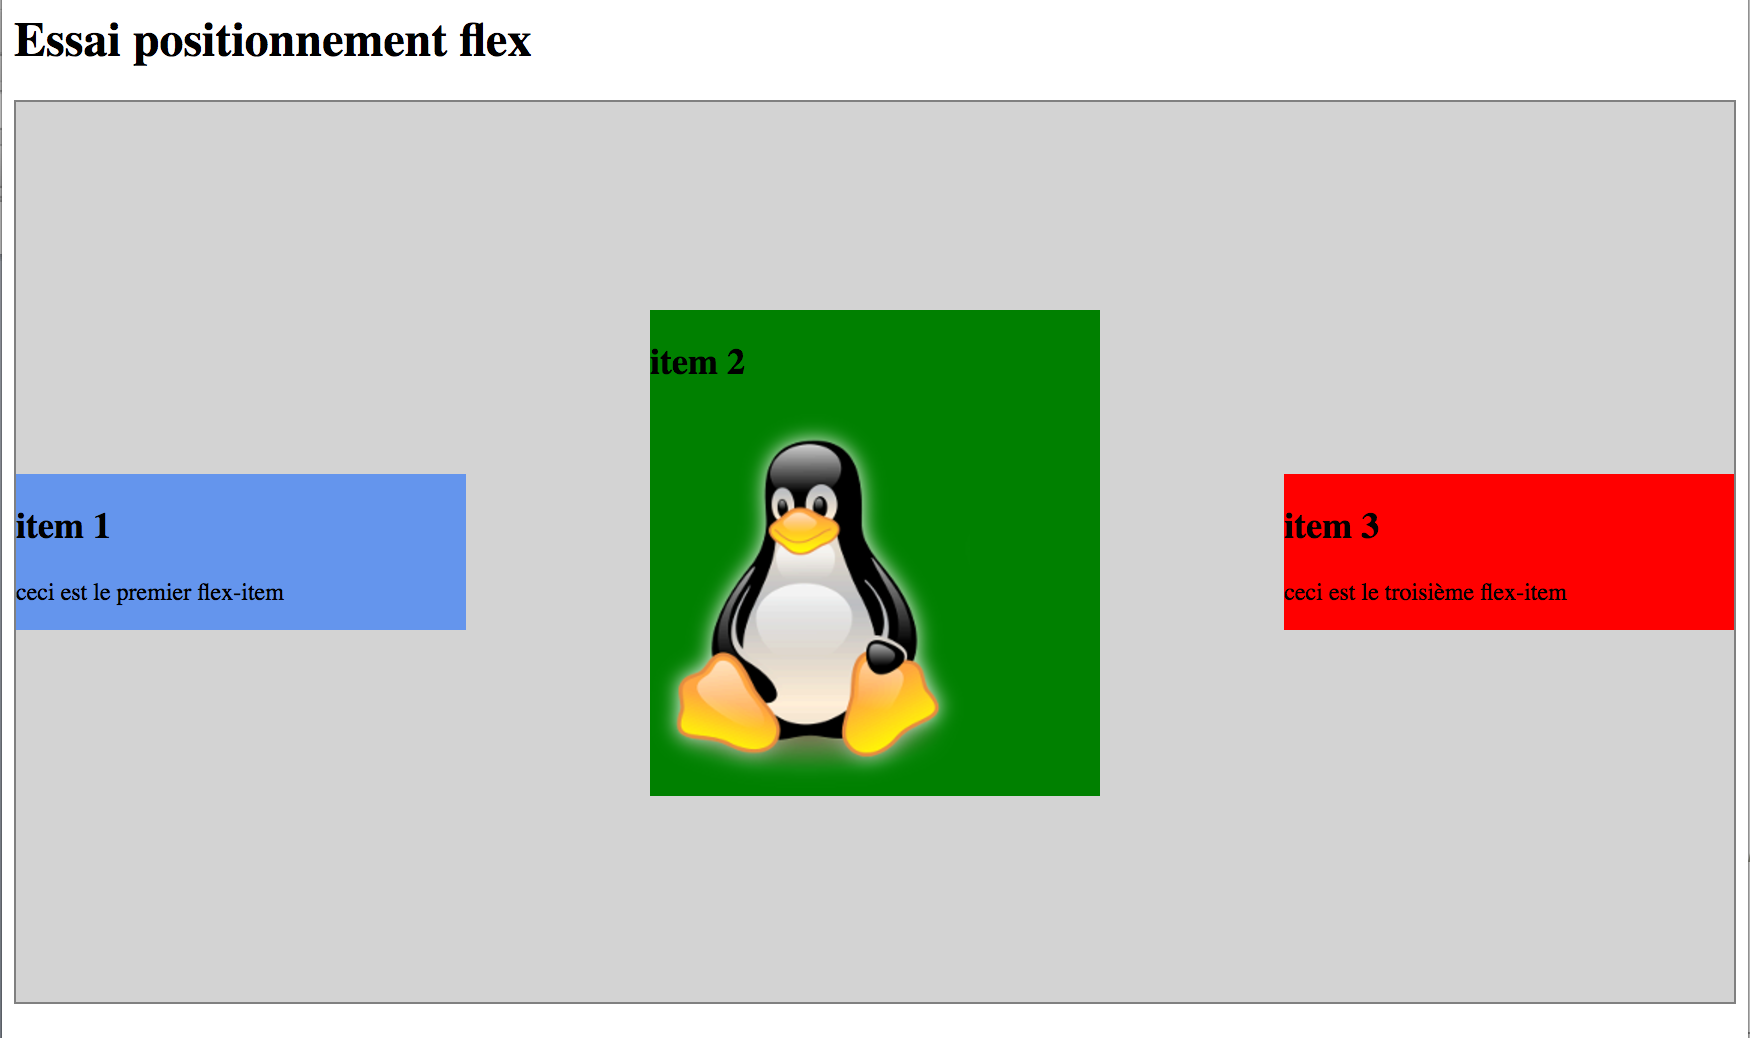 Essai positionnement flex
item 1
ceci est le premier flex-item
item 2
item 3
ceci est le troisième flex-item